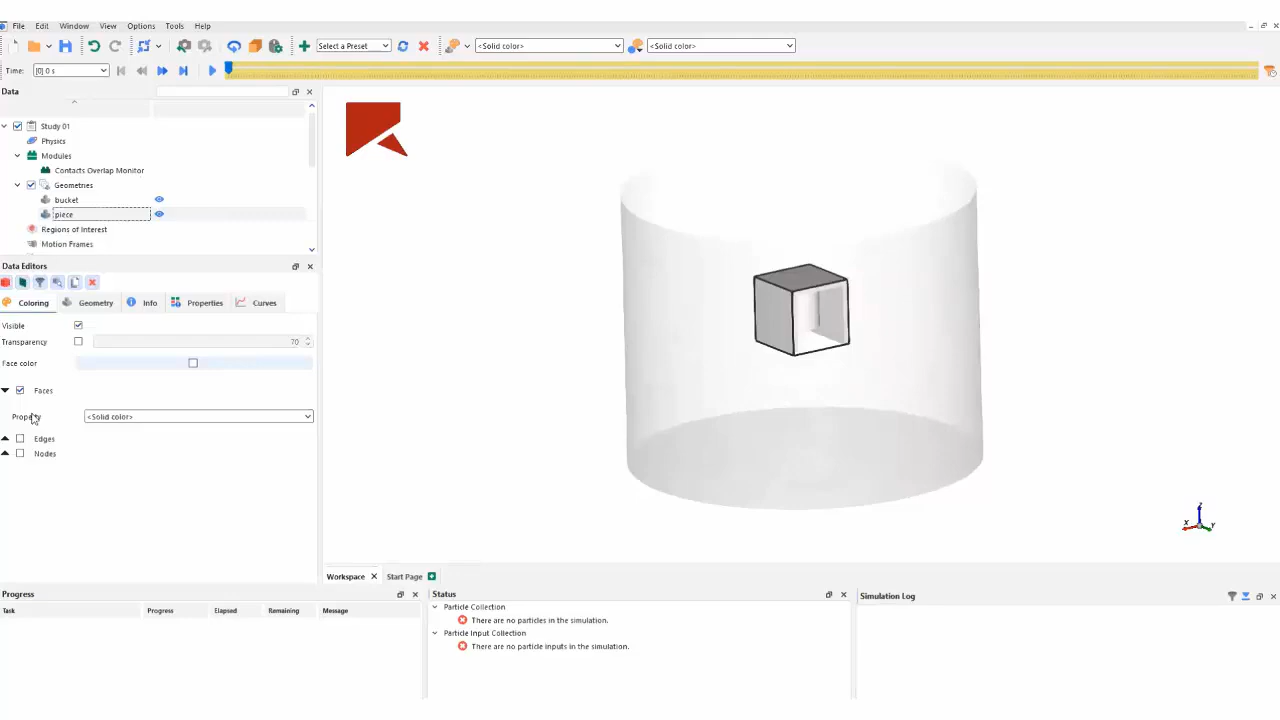 File Edit Window View Options Tools Help
Select a Preset <Solid color> <Solid color>
Time: [0] 0 s
Data
Study 01
Physics
Modules
Contacts Overlap Monitor
Geometries
bucket
piece
Regions of Interest
Motion Frames
Data Editors
Coloring Geometry Info Properties Curves
Visible
Transparency 70
Face color
Faces
Property <Solid color>
Edges
Nodes
Z
X
Y
Workspace Start Page
Progress
Task Progress Elapsed Remaining Message
Status
Particle Collection
There are no particles in the simulation.
Particle Input Collection
There are no particle inputs in the simulation.
Simulation Log